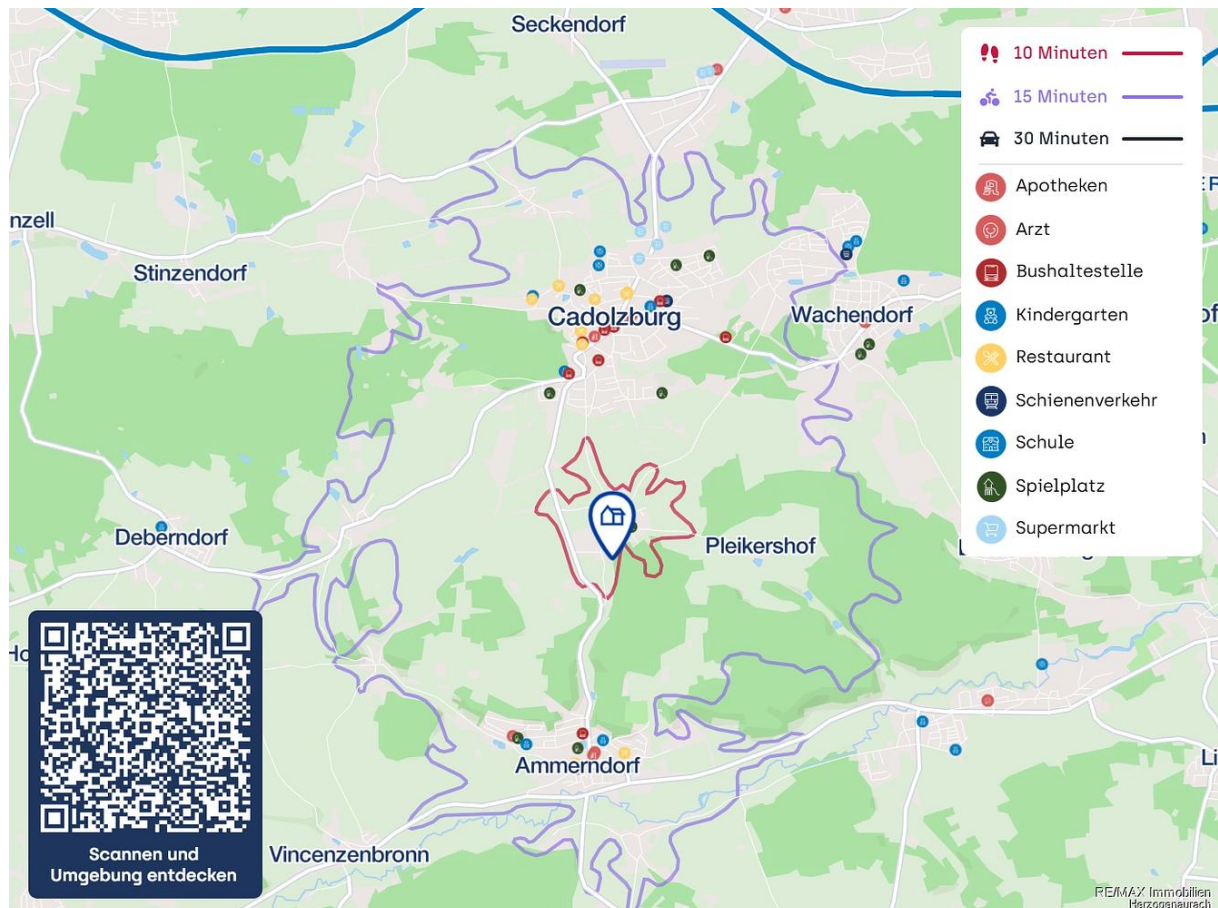 Seckendorf
10 Minuten
15 Minuten
30 Minuten
Apotheken
Arzt
Bushaltestelle
Kindergarten
Restaurant
Schienenverkehr
Schule
Spielplatz
Supermarkt
nzell
Stinzendorf
Cadolzburg
Wachendorf
Deberndorf
Pleikershof
Ammerndorf
Vincenzenbronn
Li
Scannen und
Umgebung entdecken
RE/MAX Immobilien
Herzogenaurach